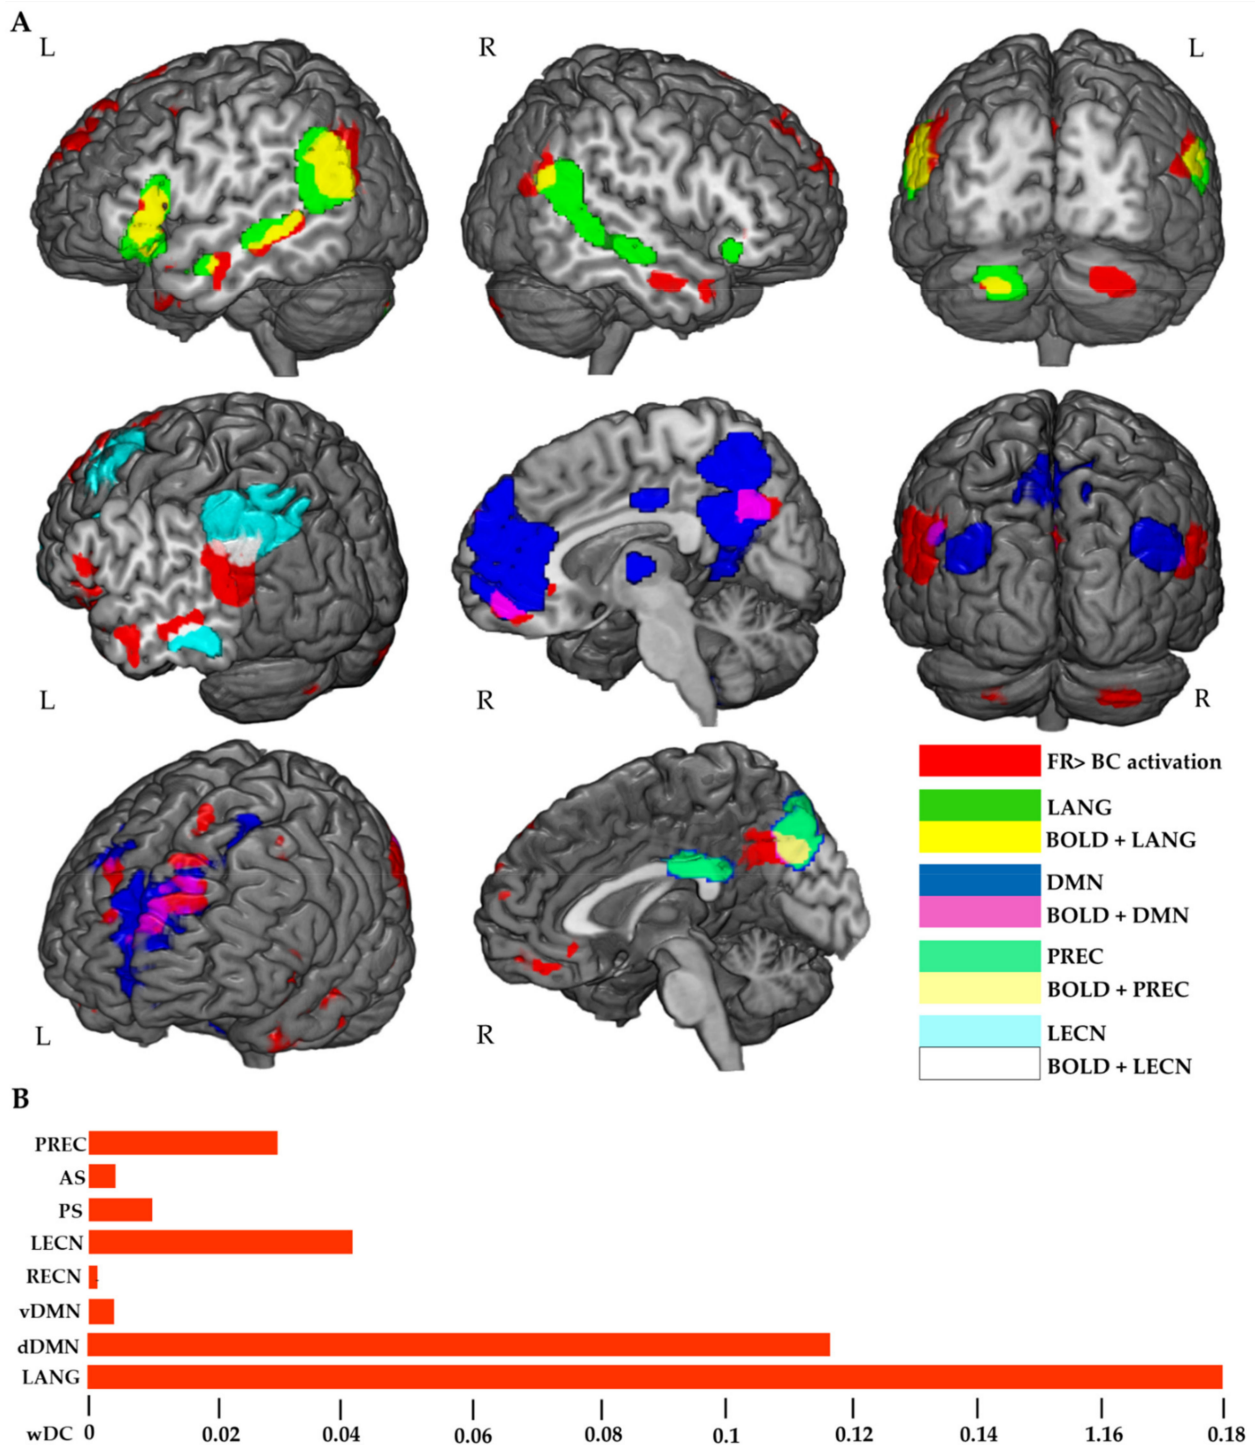 A
L
R
L
L
R
R
L
R
FR> BC activation
LANG
BOLD + LANG
DMN
BOLD + DMN
PREC
BOLD + PREC
LECN
BOLD + LECN
B
PREC
AS
PS
LECN
RECN
vDMN
dDMN
LANG
wDC 0 0.02 0.04 0.06 0.08 0.1 0.12 0.14 1.16 0.18